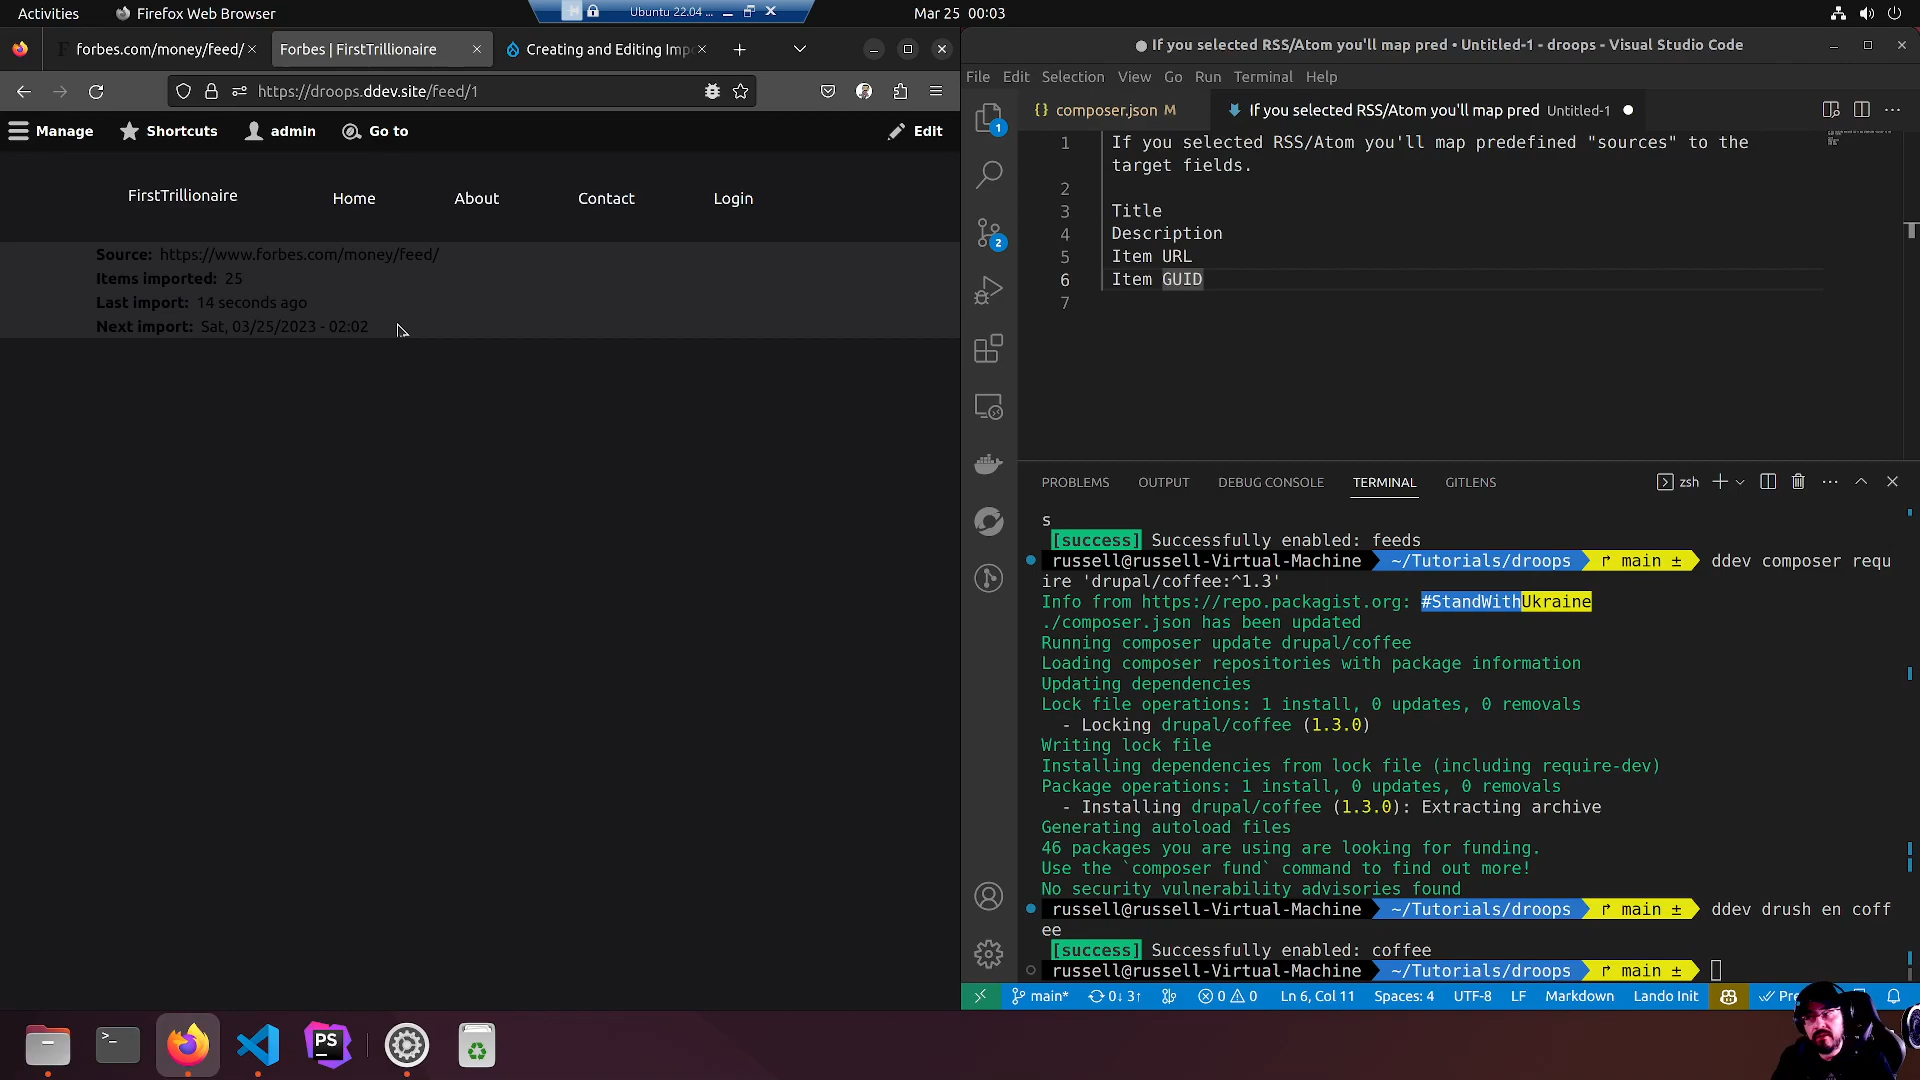 Activities
Firefox Web Browser
Ubuntu 22.04 ...
Mar 25 00:03
forbes.com/money/feed/
Forbes | FirstTrillionaire
Creating and Editing Imp
https://droops.ddev.site/feed/1
Manage
Shortcuts
admin
Go to
Edit
FirstTrillionaire
Home
About
Contact
Login
Source: https://www.forbes.com/money/feed/
Items imported: 25
Last import: 14 seconds ago
Next import: Sat, 03/25/2023 - 02:02
If you selected RSS/Atom you'll map pred • Untitled-1 - droops - Visual Studio Code
File Edit Selection View Go Run Terminal Help
{} composer.json M
If you selected RSS/Atom you'll map pred Untitled-1
1 If you selected RSS/Atom you'll map predefined "sources" to the
target fields.
2
3 Title
4 Description
5 Item URL
6 Item GUID
7
1
2
PROBLEMS OUTPUT DEBUG CONSOLE TERMINAL GITLENS
zsh
s
[success] Successfully enabled: feeds
russell@russell-Virtual-Machine ~/Tutorials/droops main ± ddev composer requ
ire 'drupal/coffee:^1.3'
Info from https://repo.packagist.org: #StandWithUkraine
./composer.json has been updated
Running composer update drupal/coffee
Loading composer repositories with package information
Updating dependencies
Lock file operations: 1 install, 0 updates, 0 removals
- Locking drupal/coffee (1.3.0)
Writing lock file
Installing dependencies from lock file (including require-dev)
Package operations: 1 install, 0 updates, 0 removals
- Installing drupal/coffee (1.3.0): Extracting archive
Generating autoload files
46 packages you are using are looking for funding.
Use the `composer fund` command to find out more!
No security vulnerability advisories found
russell@russell-Virtual-Machine ~/Tutorials/droops main ± ddev drush en coff
ee
[success] Successfully enabled: coffee
russell@russell-Virtual-Machine ~/Tutorials/droops main ±
main* 0↓ 3↑ 0 0 Ln 6, Col 11 Spaces: 4 UTF-8 LF Markdown Lando Init
PS